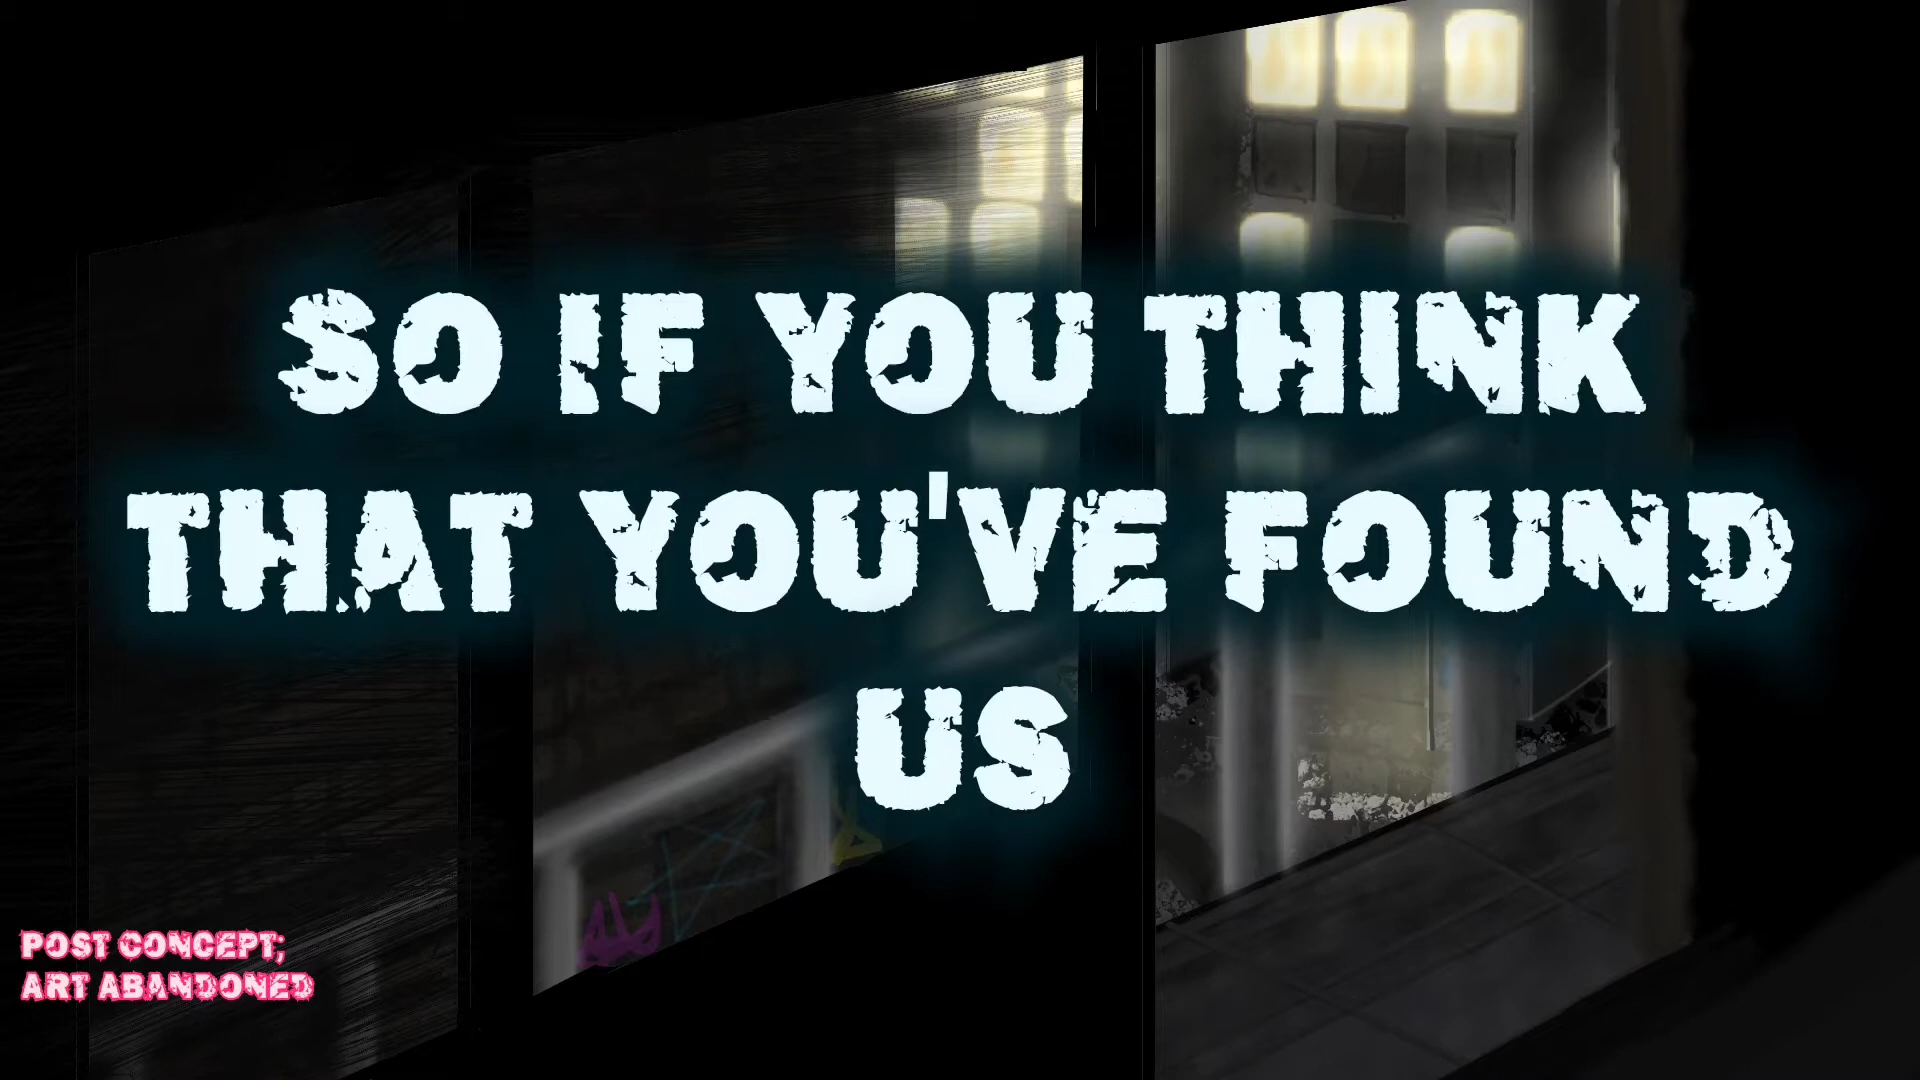 SO IF YOU THINK
THAT YOU'VE FOUND
US
POST CONCEPT;
ART ABANDONED